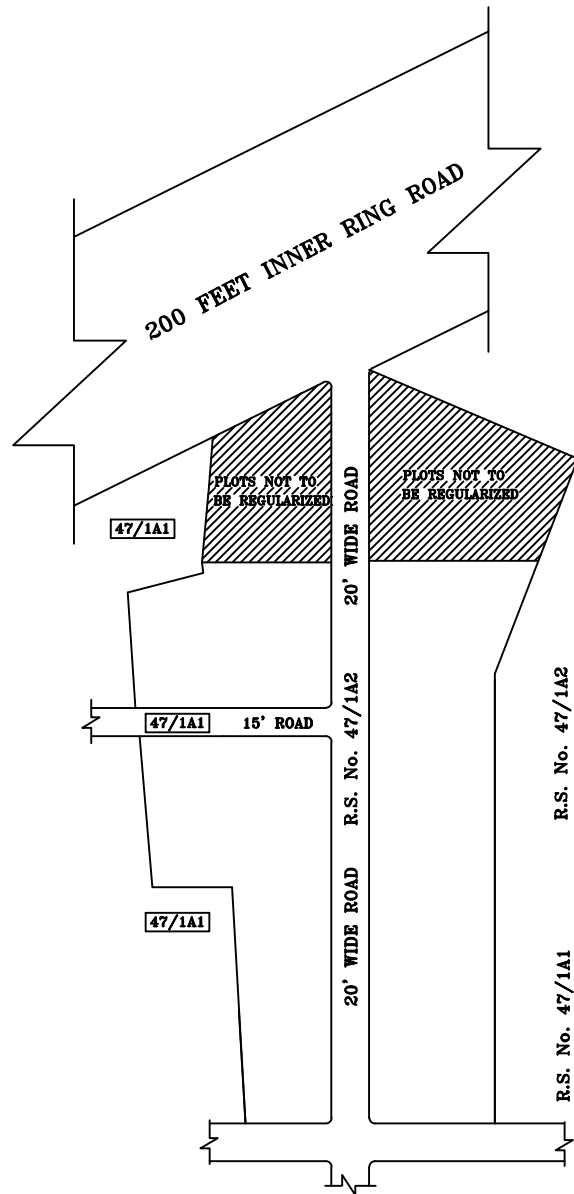 200 FEET INNER RING ROAD
PLOTS NOT TO
BE REGULARIZED
PLOTS NOT TO
BE REGULARIZED
47/1A1
20' WIDE ROAD
R.S. No. 47/1A2
47/1A1
15' ROAD
R.S. No. 47/1A2
47/1A1
20' WIDE ROAD
R.S. No. 47/1A1